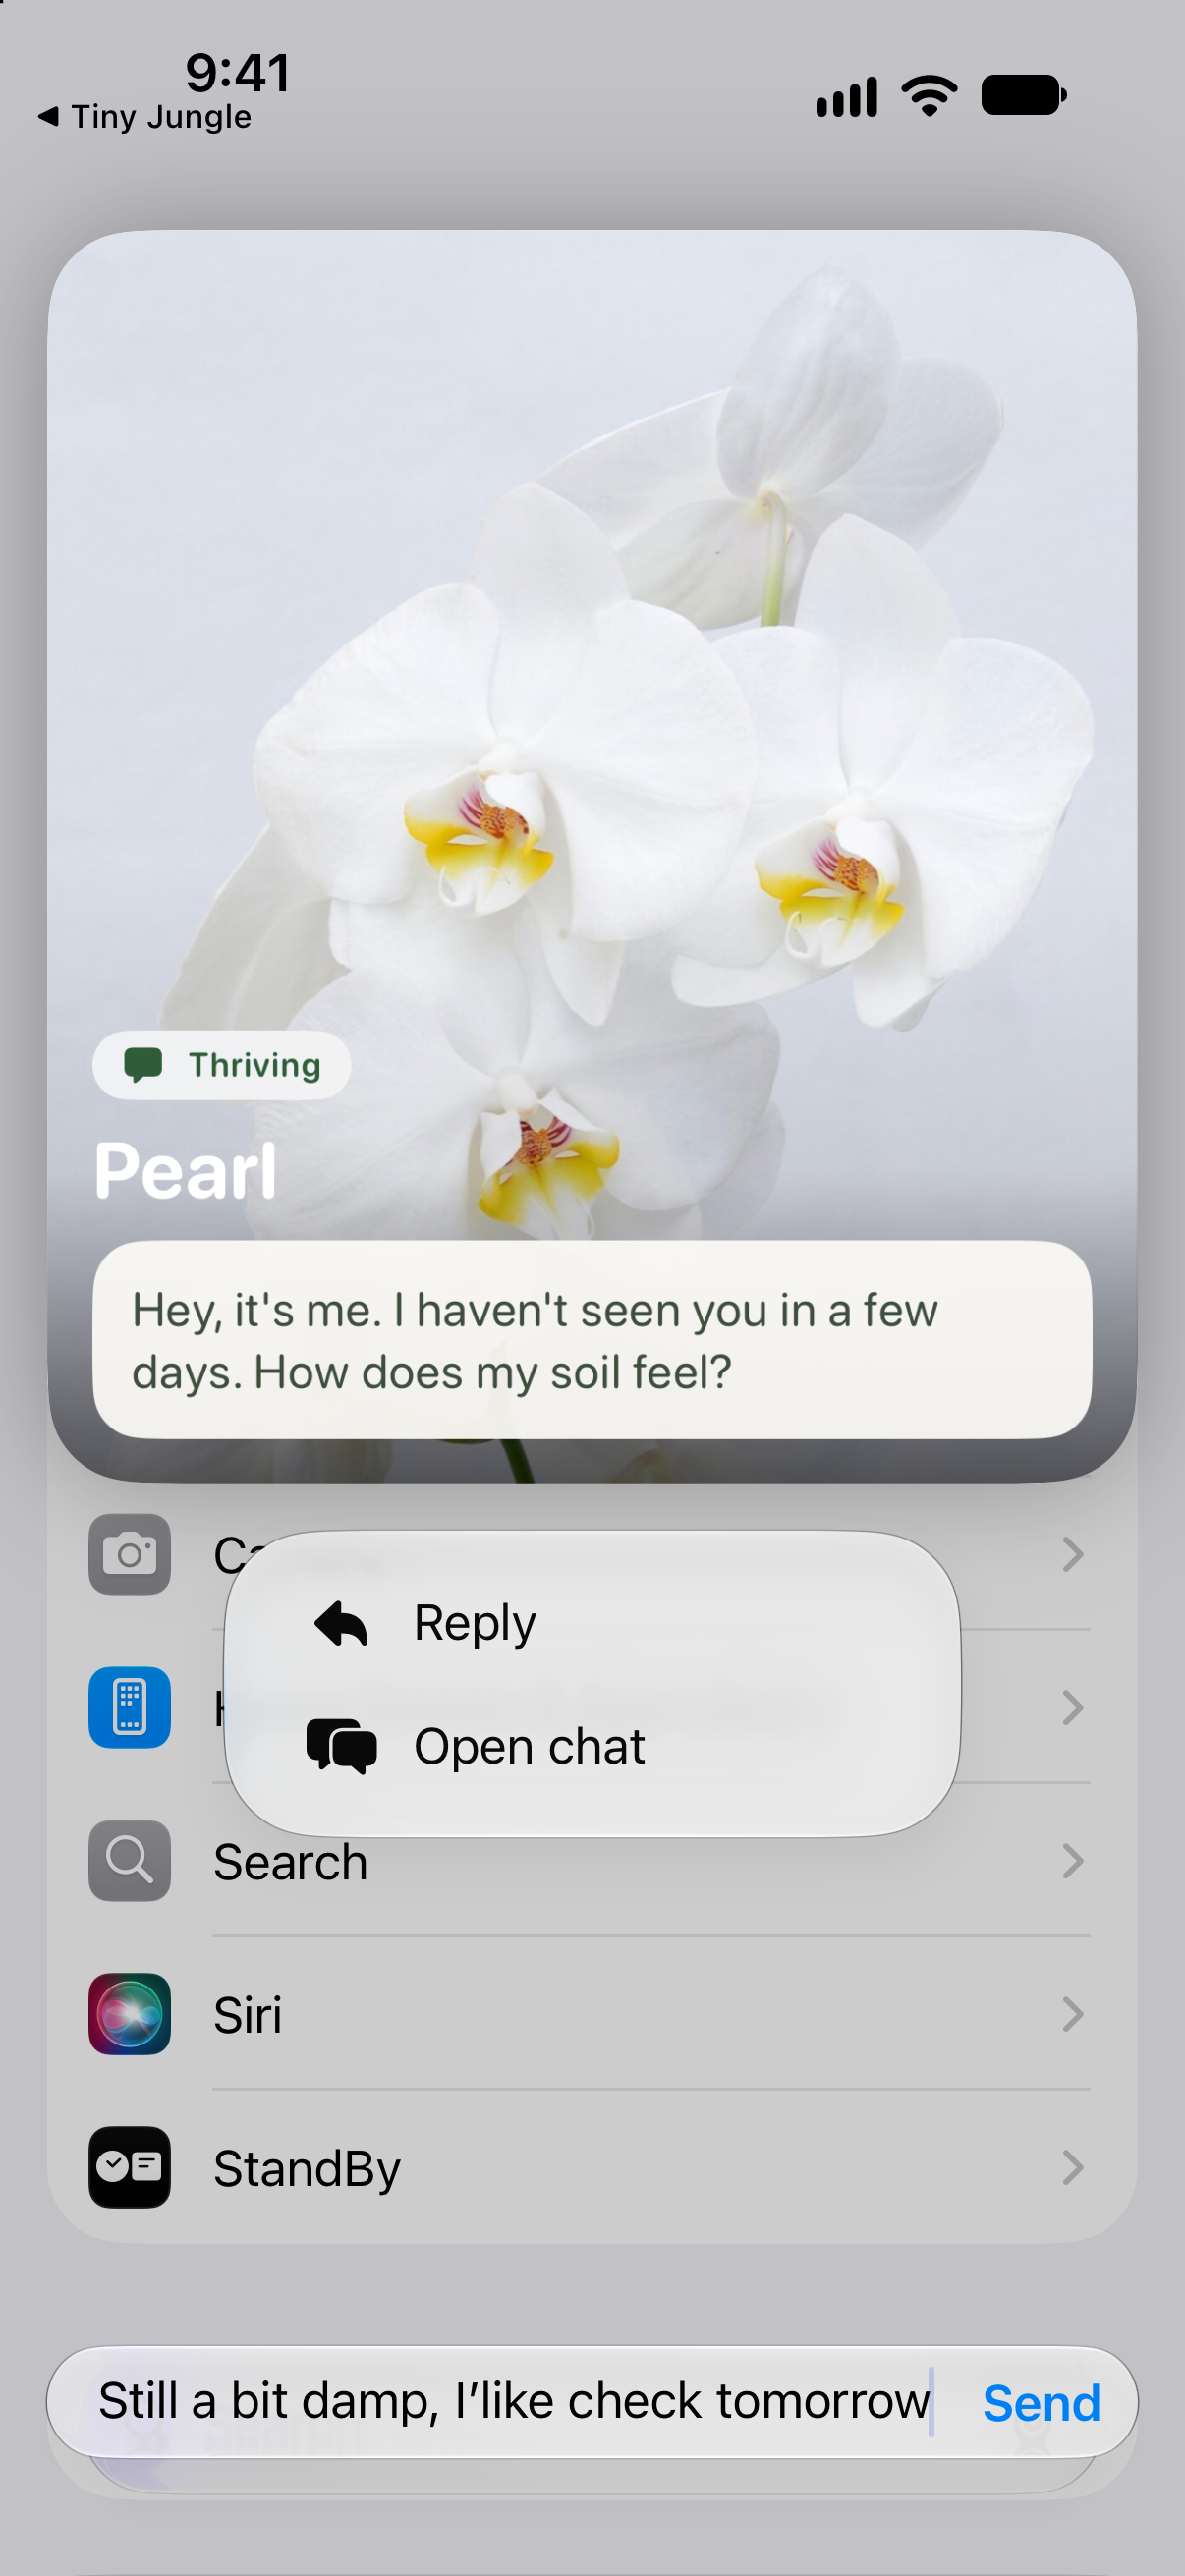 9:41
Tiny Jungle
Thriving
Pearl
Hey, it's me. I haven't seen you in a few
days. How does my soil feel?
Reply
Open chat
Search
Siri
StandBy
Still a bit damp, I’like check tomorrow
Send